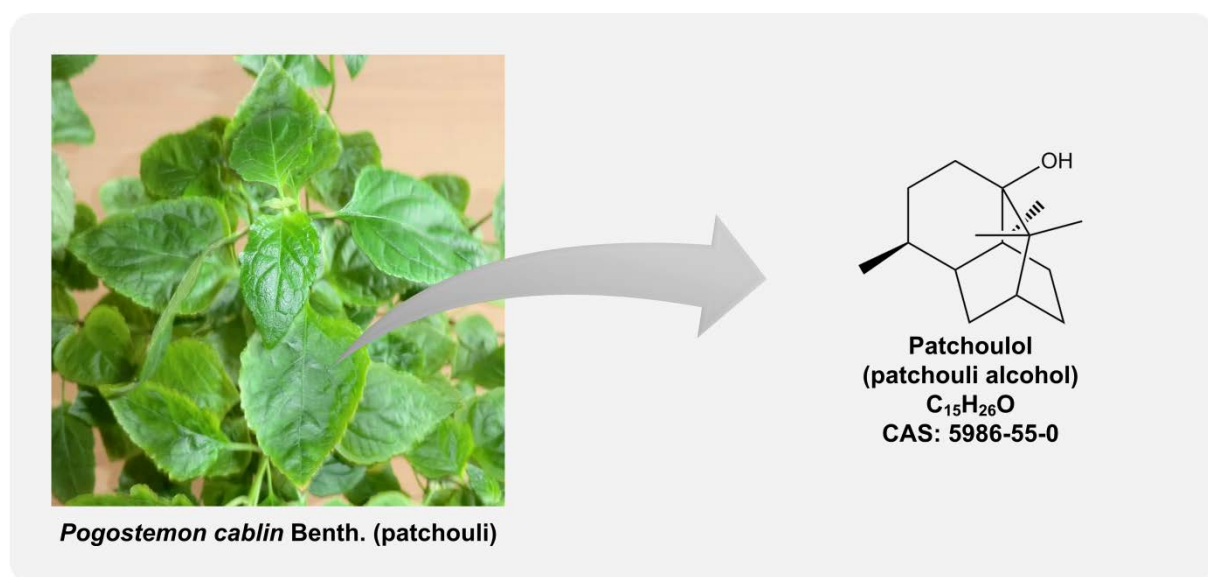 OH
Patchoulol
(patchouli alcohol)
C₁₅H₂₆O
CAS: 5986-55-0
Pogostemon cablin Benth. (patchouli)